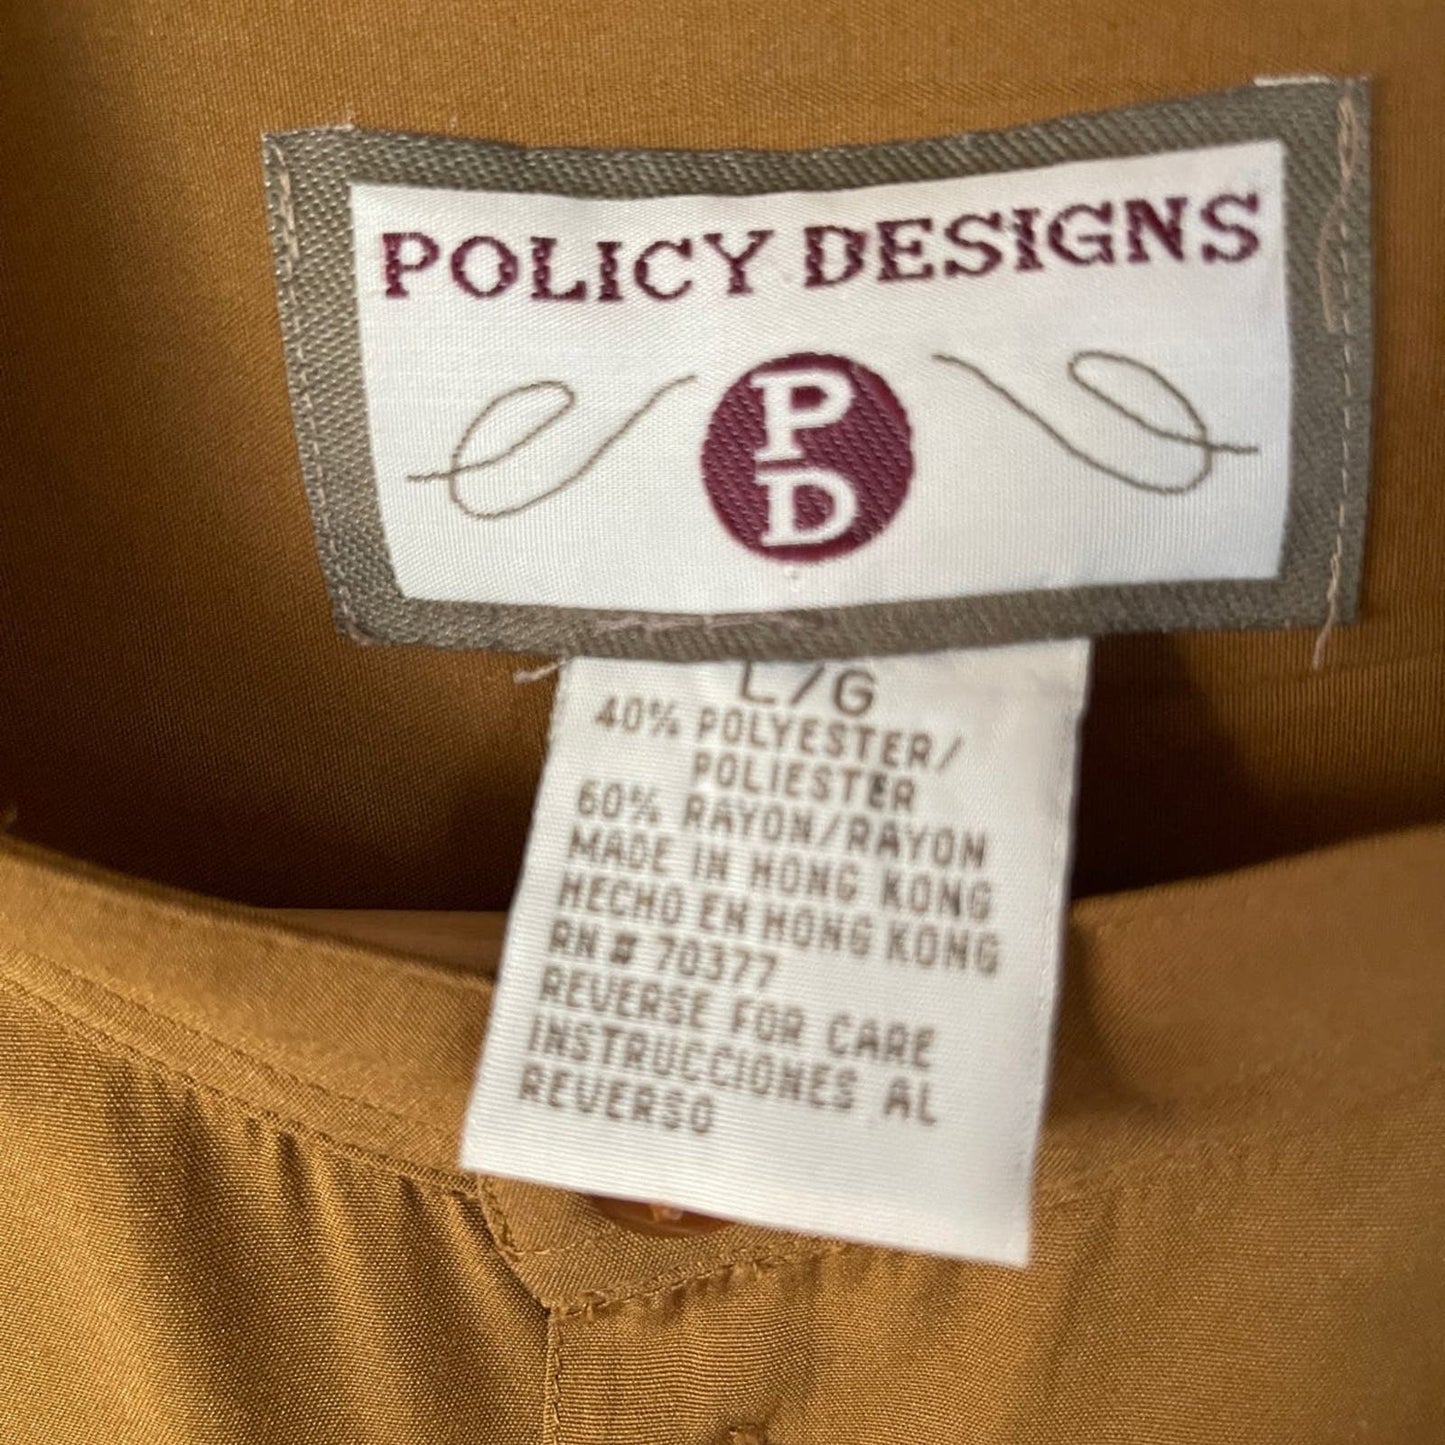 POLICY DESIGNS
P
D
L/G
40% POLYESTER/
POLIESTER
60% RAYON/RAYON
MADE IN HONG KONG
HECHO EN HONG KONG
RN # 70377
REVERSE FOR CARE
INSTRUCCIONES AL
REVERSO